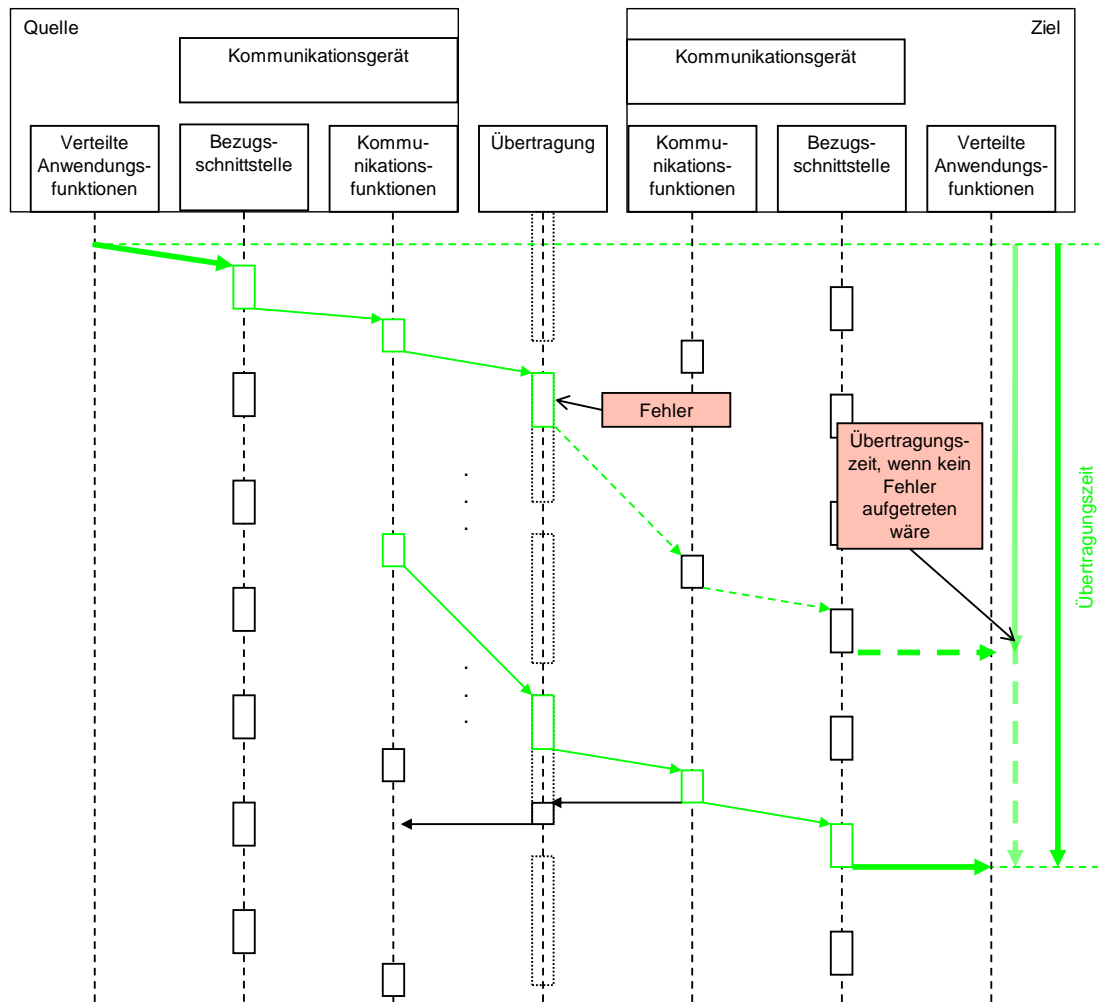 Quelle
Ziel
Kommunikationsgerät
Kommunikationsgerät
Verteilte
Anwendungs-
funktionen
Bezugs-
schnittstelle
Kommu-
nikations-
funktionen
Übertragung
Kommu-
nikations-
funktionen
Bezugs-
schnittstelle
Verteilte
Anwendungs-
funktionen
Fehler
Übertragungs-
zeit, wenn kein
Fehler
aufgetreten
wäre
Übertragungszeit